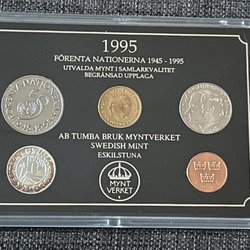 1995
FÖRENTA NATIONERNA 1945 - 1995
UTVALDA MYNT I SAMLARKVALITET
BEGRÄNSAD UPPLAGA
AB TUMBA BRUK MYNTVERKET
SWEDISH MINT
ESKILSTUNA
MYNT
VERKET